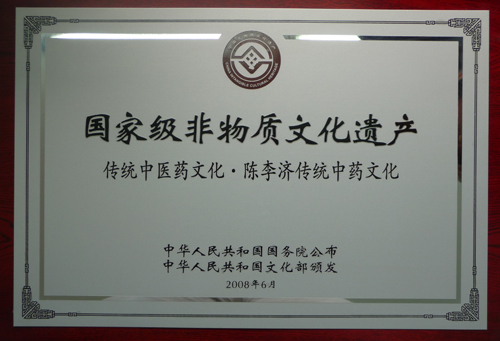 国家级非物质文化遗产
传统中医药文化·陈李济传统中药文化
中华人民共和国国务院公布
中华人民共和国文化部颁发
2008年6月